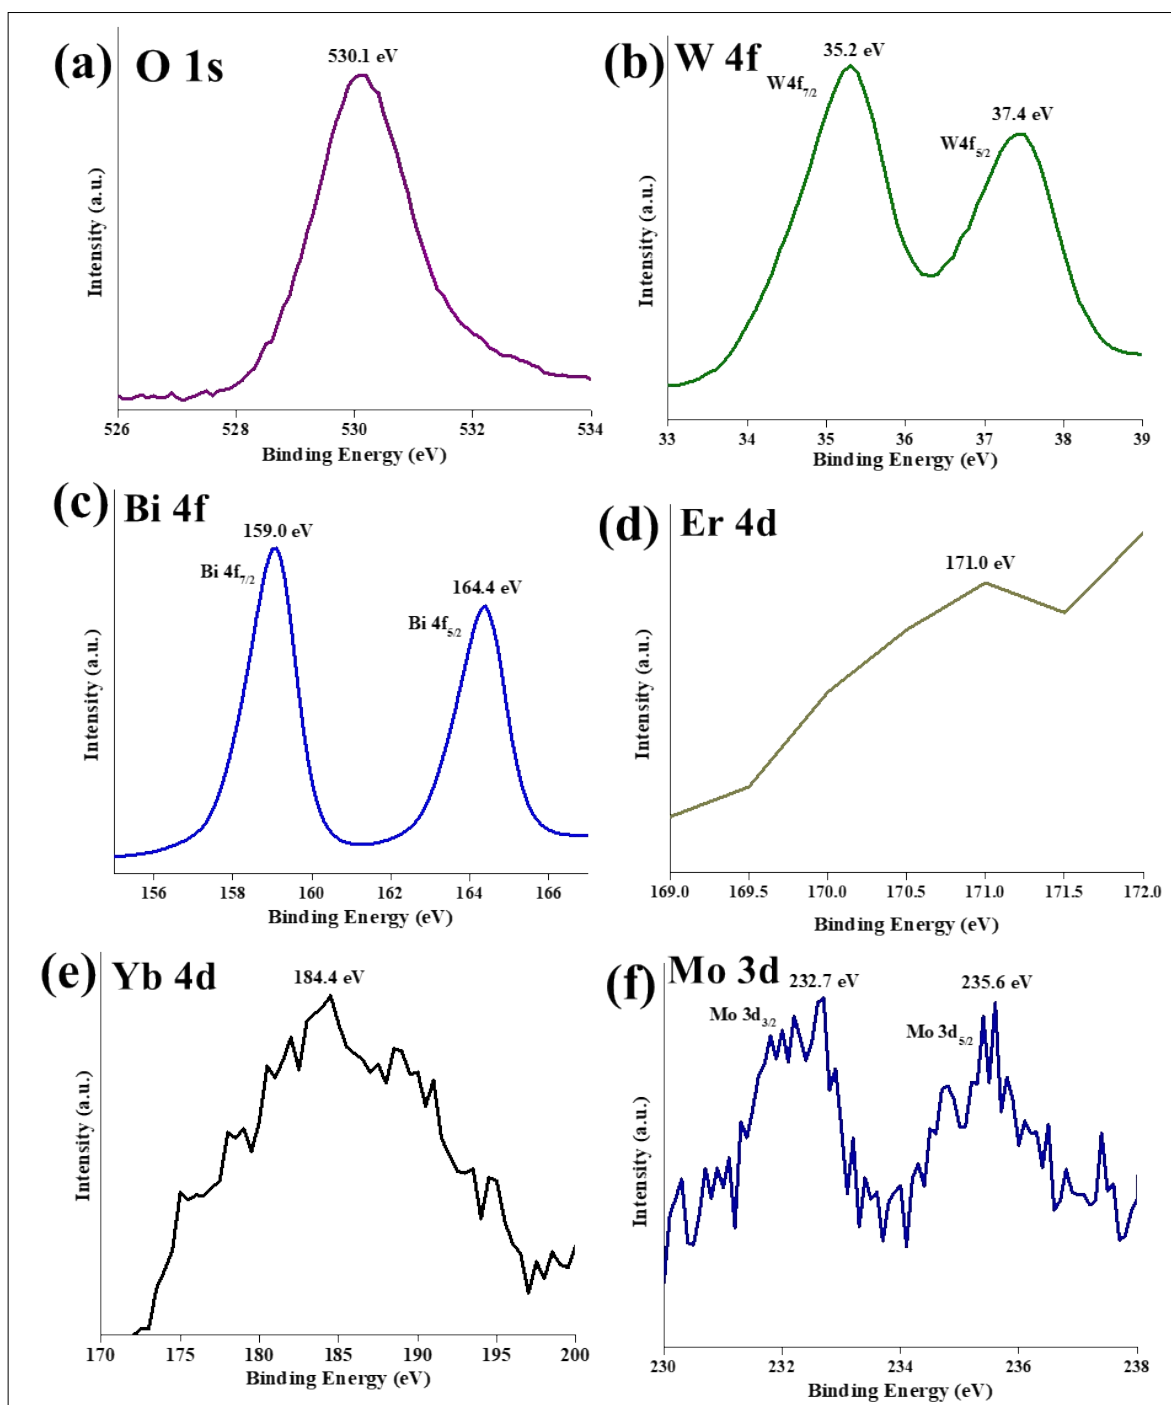 (a) O 1s
530.1 eV
Intensity (a.u.)
526 528 530 532 534
Binding Energy (eV)
(b) W 4f
35.2 eV
W4f7/2
37.4 eV
W4f5/2
Intensity (a.u.)
33 34 35 36 37 38 39
Binding Energy (eV)
(c) Bi 4f
159.0 eV
Bi 4f7/2
164.4 eV
Bi 4f5/2
Intensity (a.u.)
156 158 160 162 164 166
Binding Energy (eV)
(d) Er 4d
171.0 eV
Intensity (a.u.)
169.0 169.5 170.0 170.5 171.0 171.5 172.0
Binding Energy (eV)
(e) Yb 4d
184.4 eV
Intensity (a.u.)
170 175 180 185 190 195 200
Binding Energy (eV)
(f) Mo 3d
232.7 eV
Mo 3d3/2
235.6 eV
Mo 3d5/2
Intensity (a.u.)
230 232 234 236 238
Binding Energy (eV)